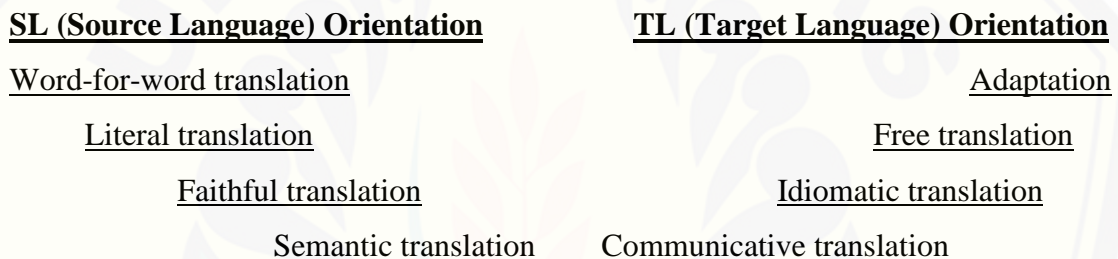 SL (Source Language) Orientation TL (Target Language) Orientation
Word-for-word translation Adaptation
Literal translation Free translation
Faithful translation Idiomatic translation
Semantic translation Communicative translation